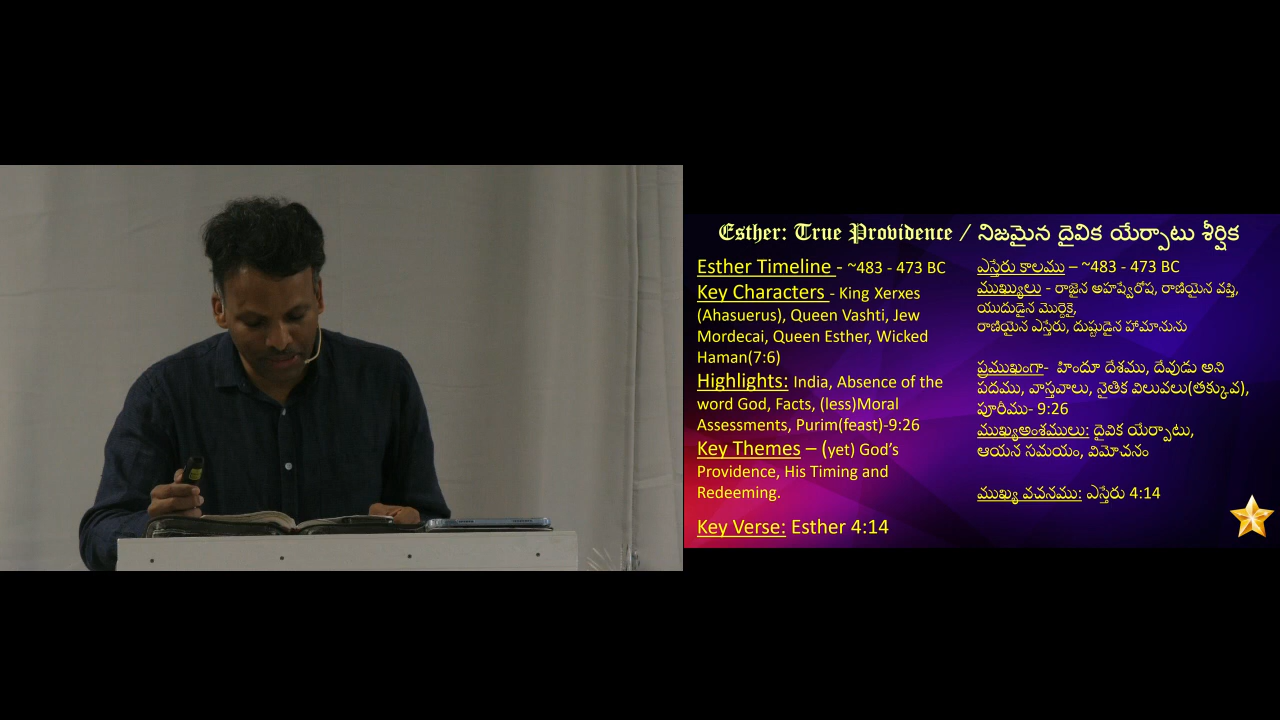 Esther: True Providence / నిజమైన దైవిక యేర్పాటు శీర్షిక
Esther Timeline - ~483 - 473 BC
Key Characters - King Xerxes
(Ahasuerus), Queen Vashti, Jew
Mordecai, Queen Esther, Wicked
Haman(7:6)
Highlights: India, Absence of the
word God, Facts, (less)Moral
Assessments, Purim(feast)-9:26
Key Themes – (yet) God's
Providence, His Timing and
Redeeming.
Key Verse: Esther 4:14
ఎస్తేరు కాలము – ~483 - 473 BC
ముఖ్యులు - రాజైన అహష్వేరోష, రాణియైన వష్తి,
యుదుడైన మొర్దెకై,
రాణియైన ఎస్తేరు, దుష్టుడైన హామానును
ప్రముఖంగా- హిందూ దేశము, దేవుడు అని
పదము, వాస్తవాలు, నైతిక విలువలు(తక్కువ),
పూరీము- 9:26
ముఖ్యఅంశములు: దైవిక యేర్పాటు,
ఆయన సమయం, విమోచనం
ముఖ్య వచనము: ఎస్తేరు 4:14